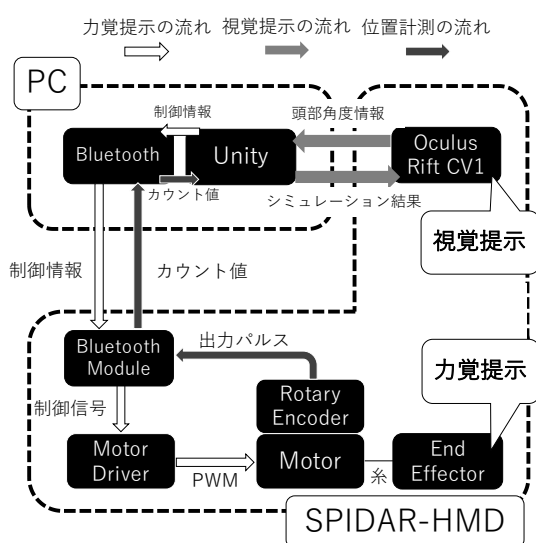 力覚提示の流れ
視覚提示の流れ
位置計測の流れ
PC
制御情報
頭部角度情報
Bluetooth
Unity
Oculus
Rift CV1
カウント値
シミュレーション結果
視覚提示
制御情報
カウント値
Bluetooth
Module
出力パルス
力覚提示
制御信号
Rotary
Encoder
Motor
Driver
PWM
Motor
糸
End
Effector
SPIDAR-HMD